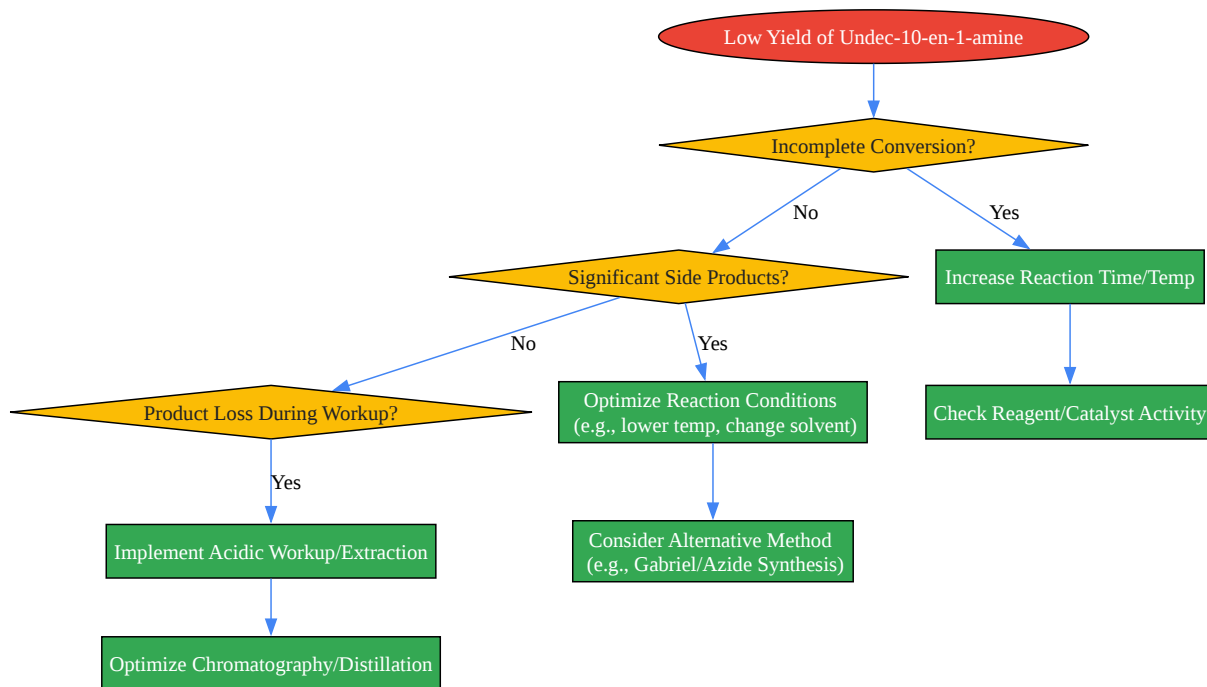 Low Yield of Undec-10-en-1-amine
Incomplete Conversion?
No
Yes
Significant Side Products?
Increase Reaction Time/Temp
No
Yes
Product Loss During Workup?
Optimize Reaction Conditions
(e.g., lower temp, change solvent)
Check Reagent/Catalyst Activity
Yes
Implement Acidic Workup/Extraction
Consider Alternative Method
(e.g., Gabriel/Azide Synthesis)
Optimize Chromatography/Distillation